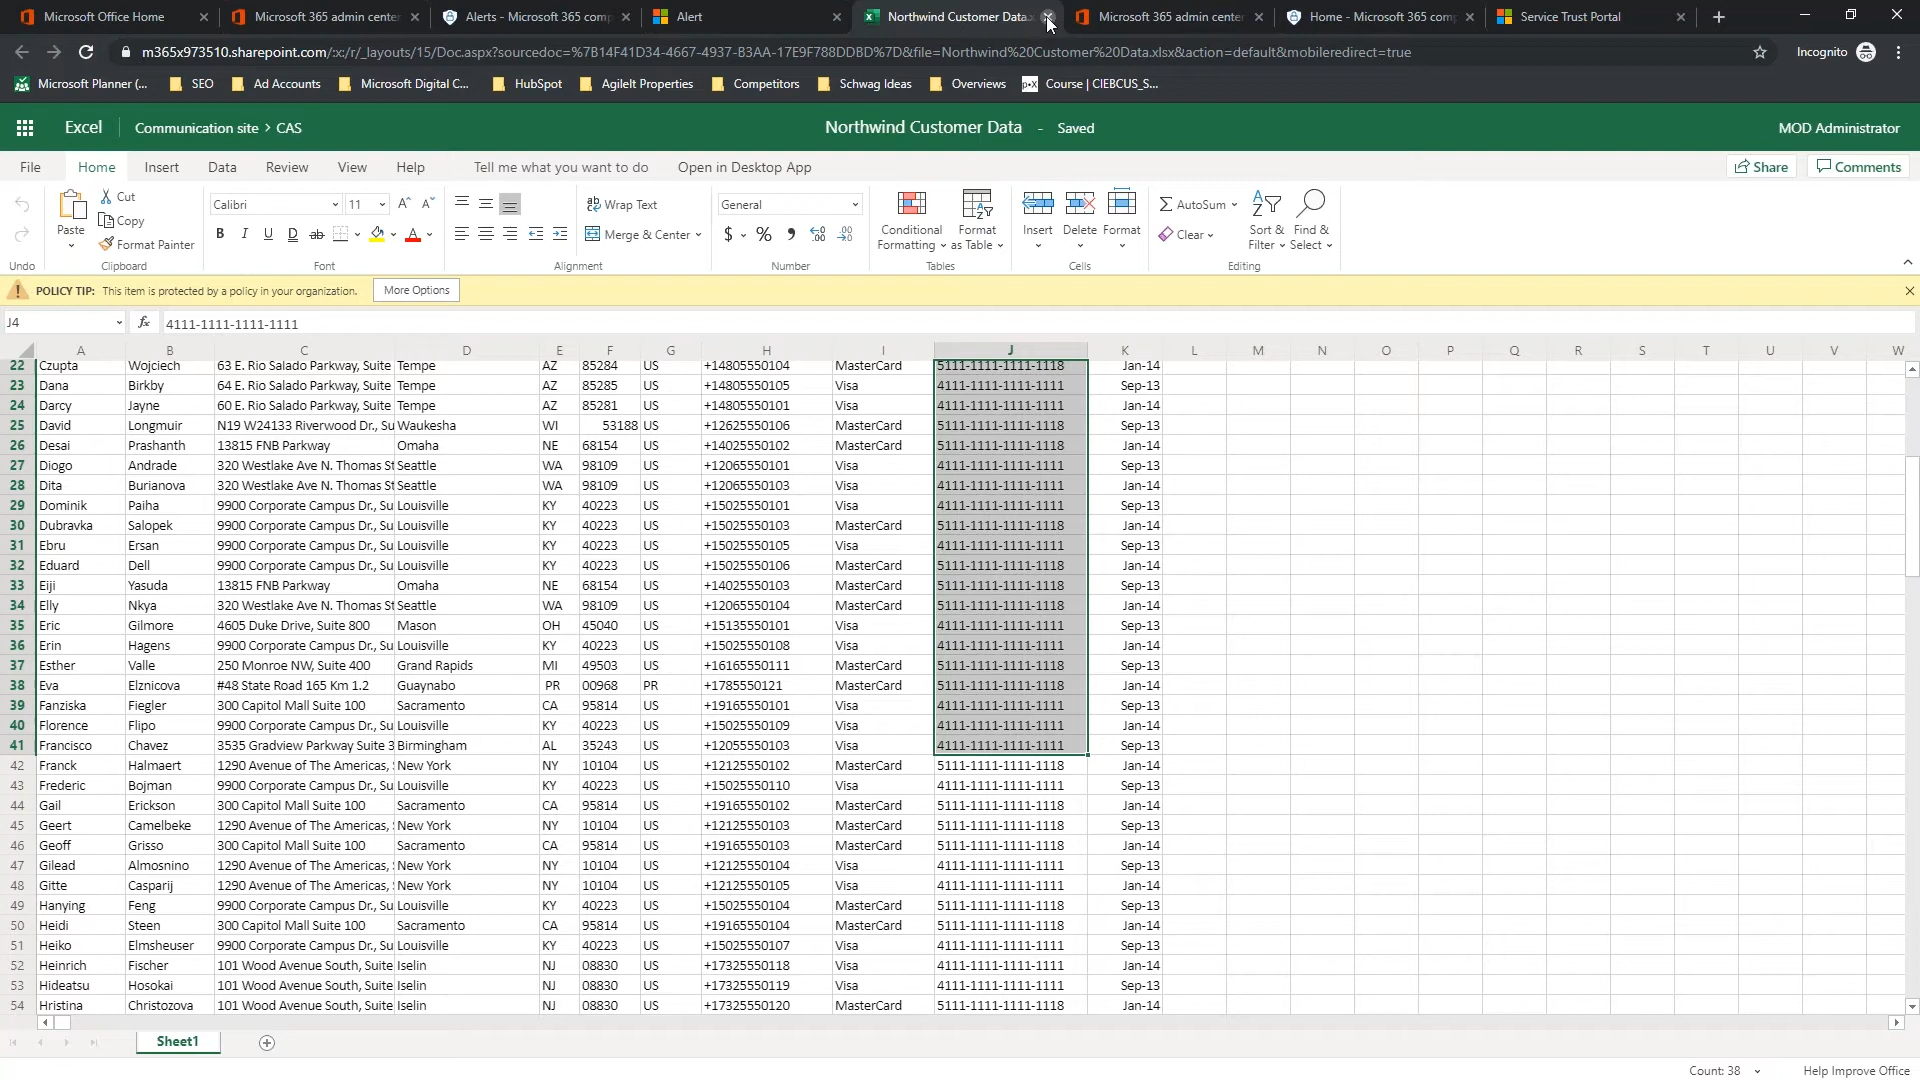 Microsoft Office Home
Microsoft 365 admin center
Alerts - Microsoft 365 comp
Alert
Northwind Customer Data.x
Microsoft 365 admin center
Home - Microsoft 365 comp
Service Trust Portal
m365x973510.sharepoint.com/:x:/r/_layouts/15/Doc.aspx?sourcedoc=%7B14F41D34-4667-4937-B3AA-17E9F788DDBD%7D&file=Northwind%20Customer%20Data.xlsx&action=default&mobileredirect=true
Incognito
Microsoft Planner (...
SEO
Ad Accounts
Microsoft Digital C...
HubSpot
AgileIt Properties
Competitors
Schwag Ideas
Overviews
Course | CIEBCUS_S...
Excel
Communication site > CAS
Northwind Customer Data - Saved
MOD Administrator
File Home Insert Data Review View Help Tell me what you want to do Open in Desktop App Share Comments
Paste
Cut
Copy
Format Painter
Calibri 11
B I U D ab
Wrap Text
Merge & Center
General
$ % 9
Conditional Formatting
Format as Table
Insert Delete Format
AutoSum
Clear
Sort & Filter
Find & Select
Undo Clipboard Font Alignment Number Tables Cells Editing
POLICY TIP: This item is protected by a policy in your organization. More Options
J4 fx 4111-1111-1111-1111
A B C D E F G H I J K L M N O P Q R S T U V W
22 Czupta Wojciech 63 E. Rio Salado Parkway, Suite Tempe AZ 85284 US +14805550104 MasterCard 5111-1111-1111-1118 Jan-14
23 Dana Birkby 64 E. Rio Salado Parkway, Suite Tempe AZ 85285 US +14805550105 Visa 4111-1111-1111-1111 Sep-13
24 Darcy Jayne 60 E. Rio Salado Parkway, Suite Tempe AZ 85281 US +14805550101 Visa 4111-1111-1111-1111 Jan-14
25 David Longmuir N19 W24133 Riverwood Dr., Su Waukesha WI 53188 US +12625550106 MasterCard 5111-1111-1111-1118 Sep-13
26 Desai Prashanth 13815 FNB Parkway Omaha NE 68154 US +14025550102 MasterCard 5111-1111-1111-1118 Jan-14
27 Diogo Andrade 320 Westlake Ave N. Thomas St Seattle WA 98109 US +12065550101 Visa 4111-1111-1111-1111 Sep-13
28 Dita Burianova 320 Westlake Ave N. Thomas St Seattle WA 98109 US +12065550103 Visa 4111-1111-1111-1111 Jan-14
29 Dominik Paiha 9900 Corporate Campus Dr., Su Louisville KY 40223 US +15025550101 Visa 4111-1111-1111-1111 Sep-13
30 Dubravka Salopek 9900 Corporate Campus Dr., Su Louisville KY 40223 US +15025550103 MasterCard 5111-1111-1111-1118 Jan-14
31 Ebru Ersan 9900 Corporate Campus Dr., Su Louisville KY 40223 US +15025550105 Visa 4111-1111-1111-1111 Sep-13
32 Eduard Dell 9900 Corporate Campus Dr., Su Louisville KY 40223 US +15025550106 MasterCard 5111-1111-1111-1118 Jan-14
33 Eiji Yasuda 13815 FNB Parkway Omaha NE 68154 US +14025550103 MasterCard 5111-1111-1111-1118 Sep-13
34 Elly Nkya 320 Westlake Ave N. Thomas St Seattle WA 98109 US +12065550104 MasterCard 5111-1111-1111-1118 Jan-14
35 Eric Gilmore 4605 Duke Drive, Suite 800 Mason OH 45040 US +15135550101 Visa 4111-1111-1111-1111 Sep-13
36 Erin Hagens 9900 Corporate Campus Dr., Su Louisville KY 40223 US +15025550108 Visa 4111-1111-1111-1111 Jan-14
37 Esther Valle 250 Monroe NW, Suite 400 Grand Rapids MI 49503 US +16165550111 MasterCard 5111-1111-1111-1118 Sep-13
38 Eva Elznicova #48 State Road 165 Km 1.2 Guaynabo PR 00968 PR +1785550121 MasterCard 5111-1111-1111-1118 Jan-14
39 Fanziska Fiegler 300 Capitol Mall Suite 100 Sacramento CA 95814 US +19165550101 Visa 4111-1111-1111-1111 Sep-13
40 Florence Flipo 9900 Corporate Campus Dr., Su Louisville KY 40223 US +15025550109 Visa 4111-1111-1111-1111 Jan-14
41 Francisco Chavez 3535 Gradview Parkway Suite 3 Birmingham AL 35243 US +12055550103 Visa 4111-1111-1111-1111 Sep-13
42 Franck Halmaert 1290 Avenue of The Americas, New York NY 10104 US +12125550102 MasterCard 5111-1111-1111-1118 Jan-14
43 Frederic Bojman 9900 Corporate Campus Dr., Su Louisville KY 40223 US +15025550110 Visa 4111-1111-1111-1111 Sep-13
44 Gail Erickson 300 Capitol Mall Suite 100 Sacramento CA 95814 US +19165550102 MasterCard 5111-1111-1111-1118 Jan-14
45 Geert Camelbeke 1290 Avenue of The Americas, New York NY 10104 US +12125550103 MasterCard 5111-1111-1111-1118 Sep-13
46 Geoff Grisso 300 Capitol Mall Suite 100 Sacramento CA 95814 US +19165550103 MasterCard 5111-1111-1111-1118 Jan-14
47 Gilead Almosnino 1290 Avenue of The Americas, New York NY 10104 US +12125550104 Visa 4111-1111-1111-1111 Sep-13
48 Gitte Casparij 1290 Avenue of The Americas, New York NY 10104 US +12125550105 Visa 4111-1111-1111-1111 Jan-14
49 Hanying Feng 9900 Corporate Campus Dr., Su Louisville KY 40223 US +15025550104 MasterCard 5111-1111-1111-1118 Sep-13
50 Heidi Steen 300 Capitol Mall Suite 100 Sacramento CA 95814 US +19165550104 MasterCard 5111-1111-1111-1118 Jan-14
51 Heiko Elmsheuser 9900 Corporate Campus Dr., Su Louisville KY 40223 US +15025550107 Visa 4111-1111-1111-1111 Sep-13
52 Heinrich Fischer 101 Wood Avenue South, Suite Iselin NJ 08830 US +17325550118 Visa 4111-1111-1111-1111 Jan-14
53 Hideatsu Hosokai 101 Wood Avenue South, Suite Iselin NJ 08830 US +17325550119 Visa 4111-1111-1111-1111 Sep-13
54 Hristina Christozova 101 Wood Avenue South, Suite Iselin NJ 08830 US +17325550120 MasterCard 5111-1111-1111-1118 Jan-14
Sheet1
Count: 38 Help Improve Office